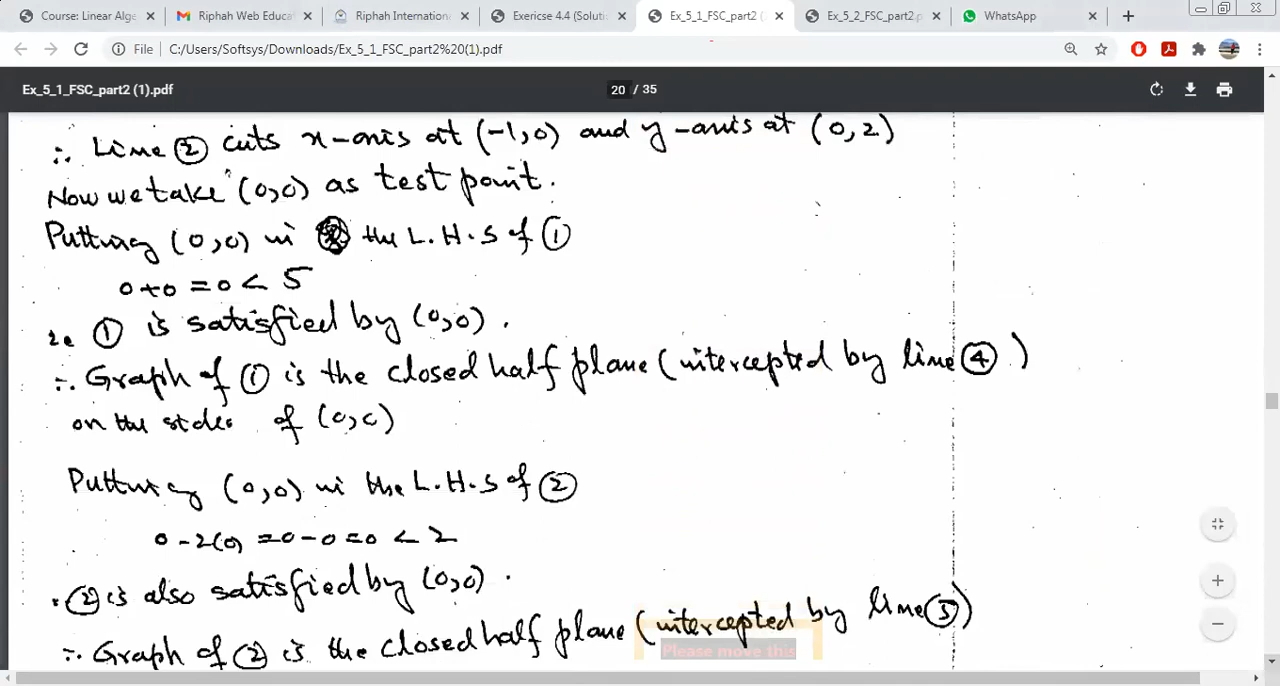 Course: Linear Alge
Riphah Web Educat
Riphah Internationa
Exericse 4.4 (Soluti
Ex_5_1_FSC_part2 (
Ex_5_2_FSC_part2.p
WhatsApp
File C:/Users/Softsys/Downloads/Ex_5_1_FSC_part2%20(1).pdf
Ex_5_1_FSC_part2 (1).pdf
20 / 35
∴ Line ② cuts x-axis at (-1,0) and y-axis at (0,2)
Now we take (0,0) as test point.
Putting (0,0) in the L.H.S of ①
0+0 = 0 < 5
ie ① is satisfied by (0,0).
∴ Graph of ① is the closed half plane (intercepted by line ④)
on the sides of (0,0)
Putting (0,0) in the L.H.S of ②
0-2(0) = 0-0 = 0 < 2
② is also satisfied by (0,0).
∴ Graph of ② is the closed half plane (intercepted by line ⑤)
Please move this